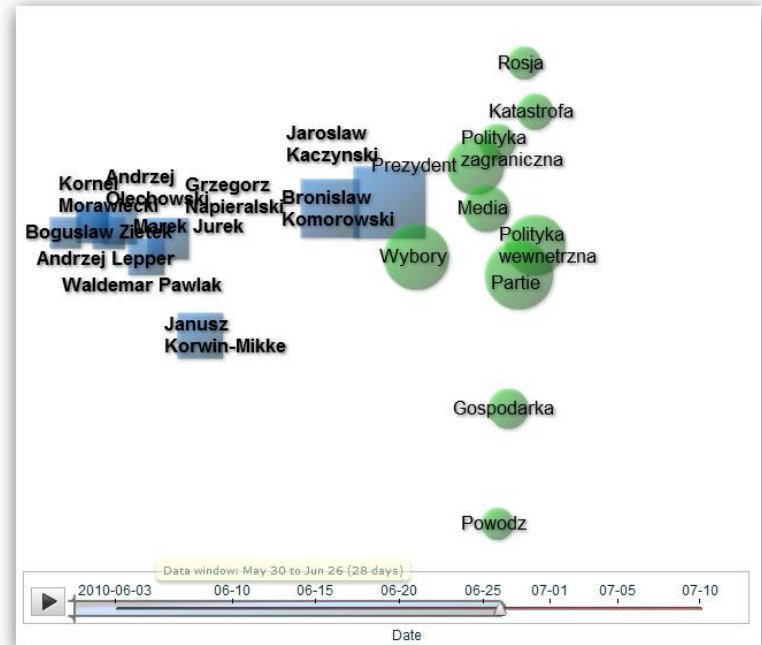 Rosja
Katastrofa
Polityka
zagraniczna
Jaroslaw
Kaczynski
Prezydent
Andrzej
Olechowski
Kornel
Morawiecki
Grzegorz
Napieralski
Bronislaw
Komorowski
Media
Boguslaw Zietek
Marek Jurek
Polityka
wewnetrzna
Andrzej Lepper
Wybory
Waldemar Pawlak
Partie
Janusz
Korwin-Mikke
Gospodarka
Powodz
Data window: May 30 to Jun 26 (28 days)
2010-06-03 06-10 06-15 06-20 06-25 07-01 07-05 07-10
Date